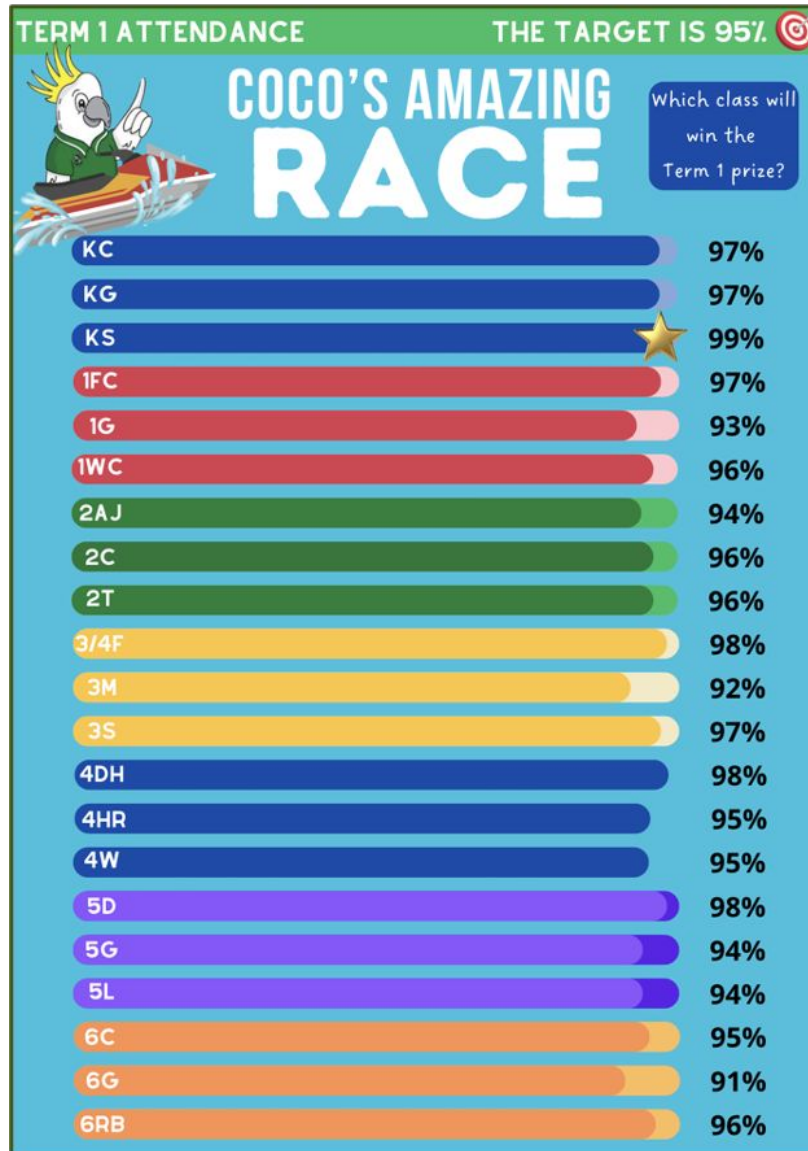 TERM 1 ATTENDANCE THE TARGET IS 95%
COCO'S AMAZING
RACE
Which class will
win the
Term 1 prize?
KC 97%
KG 97%
KS 99%
1FC 97%
1G 93%
1WC 96%
2AJ 94%
2C 96%
2T 96%
3/4F 98%
3M 92%
3S 97%
4DH 98%
4HR 95%
4W 95%
5D 98%
5G 94%
5L 94%
6C 95%
6G 91%
6RB 96%